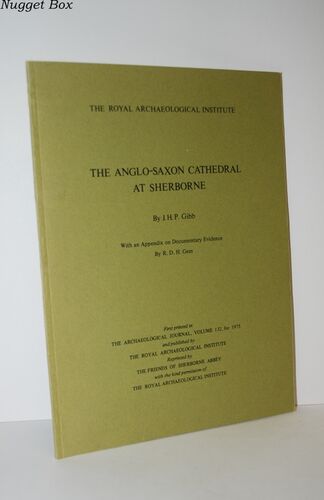 Nugget Box
THE ROYAL ARCHAEOLOGICAL INSTITUTE
THE ANGLO-SAXON CATHEDRAL
AT SHERBORNE
By J.H.P. Gibb
With an Appendix on Documentary Evidence
By R. D. H. Gem
First printed in
THE ARCHAEOLOGICAL JOURNAL, VOLUME 132, for 1975
and published by
THE ROYAL ARCHAEOLOGICAL INSTITUTE
Reprinted by
THE FRIENDS OF SHERBORNE ABBEY
with the kind permission of
THE ROYAL ARCHAEOLOGICAL INSTITUTE